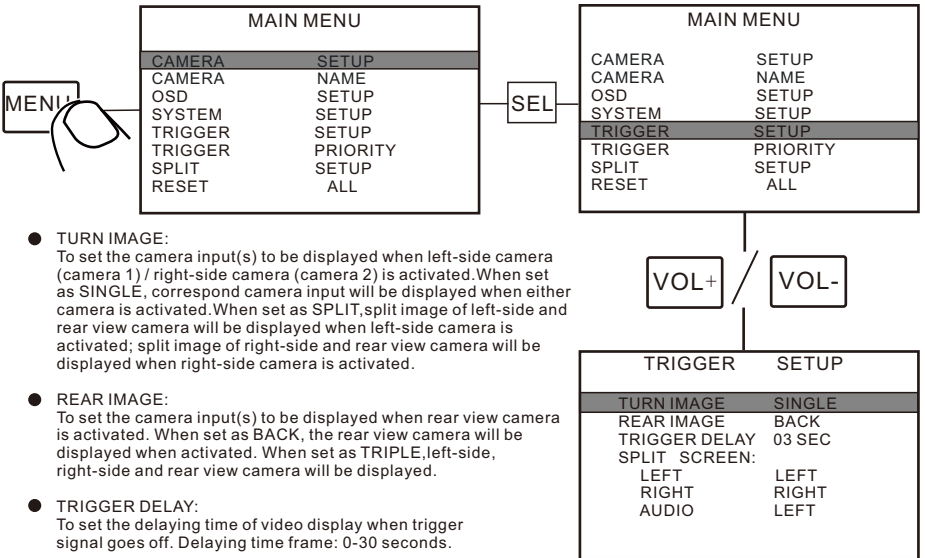 MAIN MENU
CAMERA SETUP
CAMERA NAME
OSD SETUP
SYSTEM SETUP
TRIGGER SETUP
TRIGGER PRIORITY
SPLIT SETUP
RESET ALL
MENU
SEL
MAIN MENU
CAMERA SETUP
CAMERA NAME
OSD SETUP
SYSTEM SETUP
TRIGGER SETUP
TRIGGER PRIORITY
SPLIT SETUP
RESET ALL
● TURN IMAGE:
To set the camera input(s) to be displayed when left-side camera
(camera 1) / right-side camera (camera 2) is activated.When set
as SINGLE, correspond camera input will be displayed when either
camera is activated.When set as SPLIT,split image of left-side and
rear view camera will be displayed when left-side camera is
activated; split image of right-side and rear view camera will be
displayed when right-side camera is activated.
● REAR IMAGE:
To set the camera input(s) to be displayed when rear view camera
is activated. When set as BACK, the rear view camera will be
displayed when activated. When set as TRIPLE,left-side,
right-side and rear view camera will be displayed.
● TRIGGER DELAY:
To set the delaying time of video display when trigger
signal goes off. Delaying time frame: 0-30 seconds.
VOL+ / VOL-
TRIGGER SETUP
TURN IMAGE SINGLE
REAR IMAGE BACK
TRIGGER DELAY 03 SEC
SPLIT SCREEN:
LEFT LEFT
RIGHT RIGHT
AUDIO LEFT